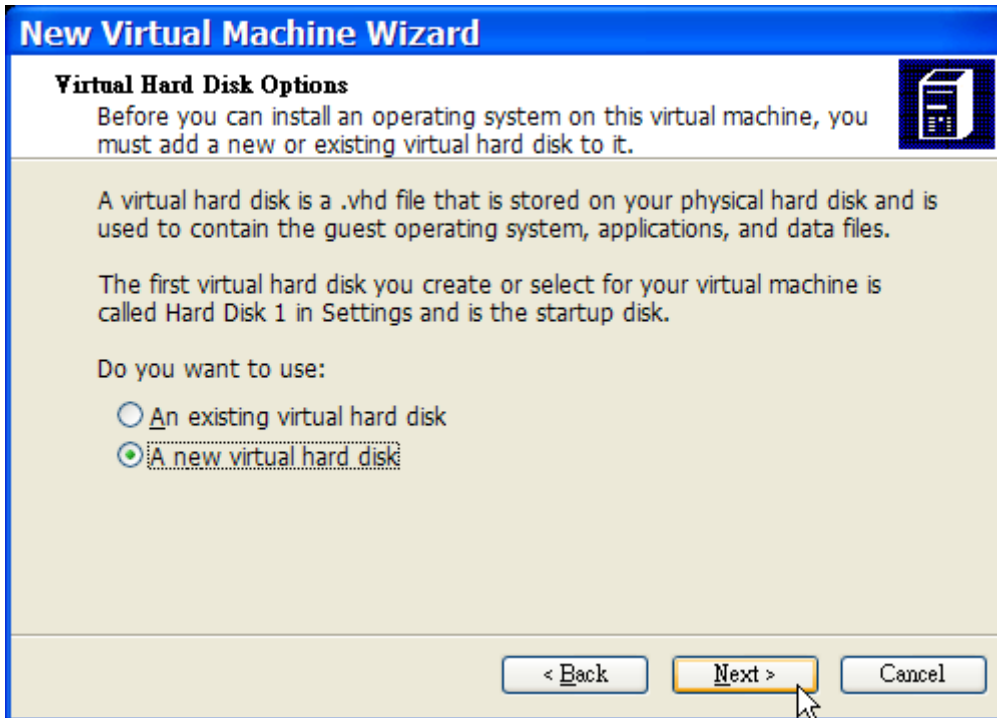 New Virtual Machine Wizard
Virtual Hard Disk Options
Before you can install an operating system on this virtual machine, you
must add a new or existing virtual hard disk to it.
A virtual hard disk is a .vhd file that is stored on your physical hard disk and is
used to contain the guest operating system, applications, and data files.
The first virtual hard disk you create or select for your virtual machine is
called Hard Disk 1 in Settings and is the startup disk.
Do you want to use:
An existing virtual hard disk
A new virtual hard disk
< Back Next > Cancel